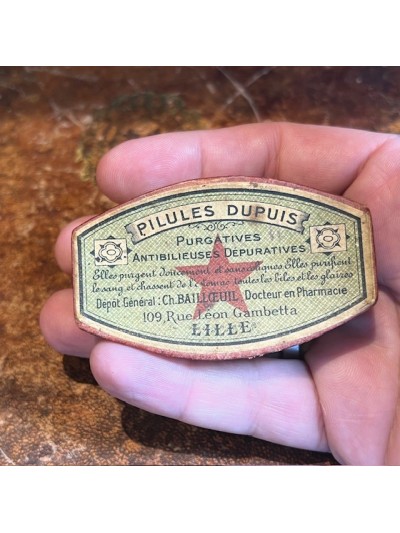 PILULES DUPUIS
PURGATIVES
ANTIBILIEUSES DÉPURATIVES
Elles purgent doucement et sans coliques. Elles purifient
le sang et chassent de l'estomac toutes les biles et les glaires
Dépôt Général: Ch. BAILLŒUIL Docteur en Pharmacie
109, Rue Léon Gambetta
LILLE